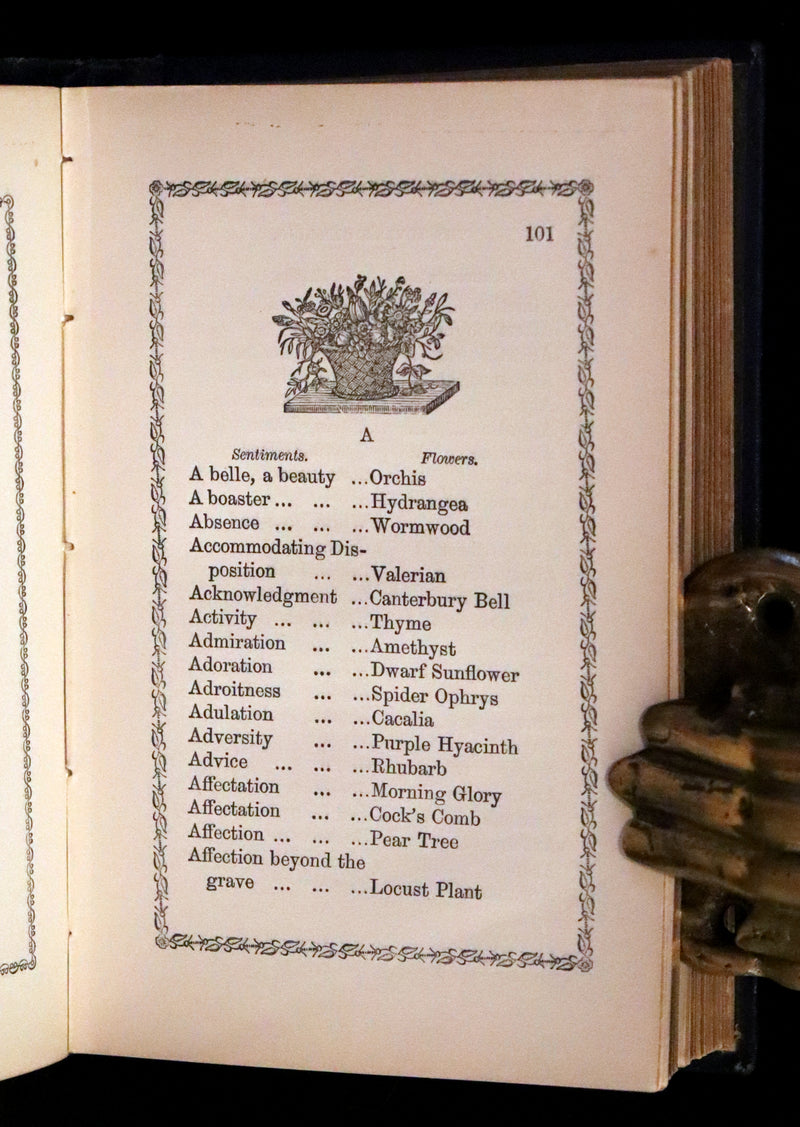 101
A
Sentiments. Flowers.
A belle, a beauty ...Orchis
A boaster ... ... ...Hydrangea
Absence ... ... ...Wormwood
Accommodating Dis-
position ... ...Valerian
Acknowledgment ...Canterbury Bell
Activity ... ... ...Thyme
Admiration ... ...Amethyst
Adoration ... ...Dwarf Sunflower
Adroitness ... ...Spider Ophrys
Adulation ... ...Cacalia
Adversity ... ...Purple Hyacinth
Advice ... ... ...Rhubarb
Affectation ... ...Morning Glory
Affectation ... ...Cock's Comb
Affection ... ... ...Pear Tree
Affection beyond the
grave ... ... ...Locust Plant